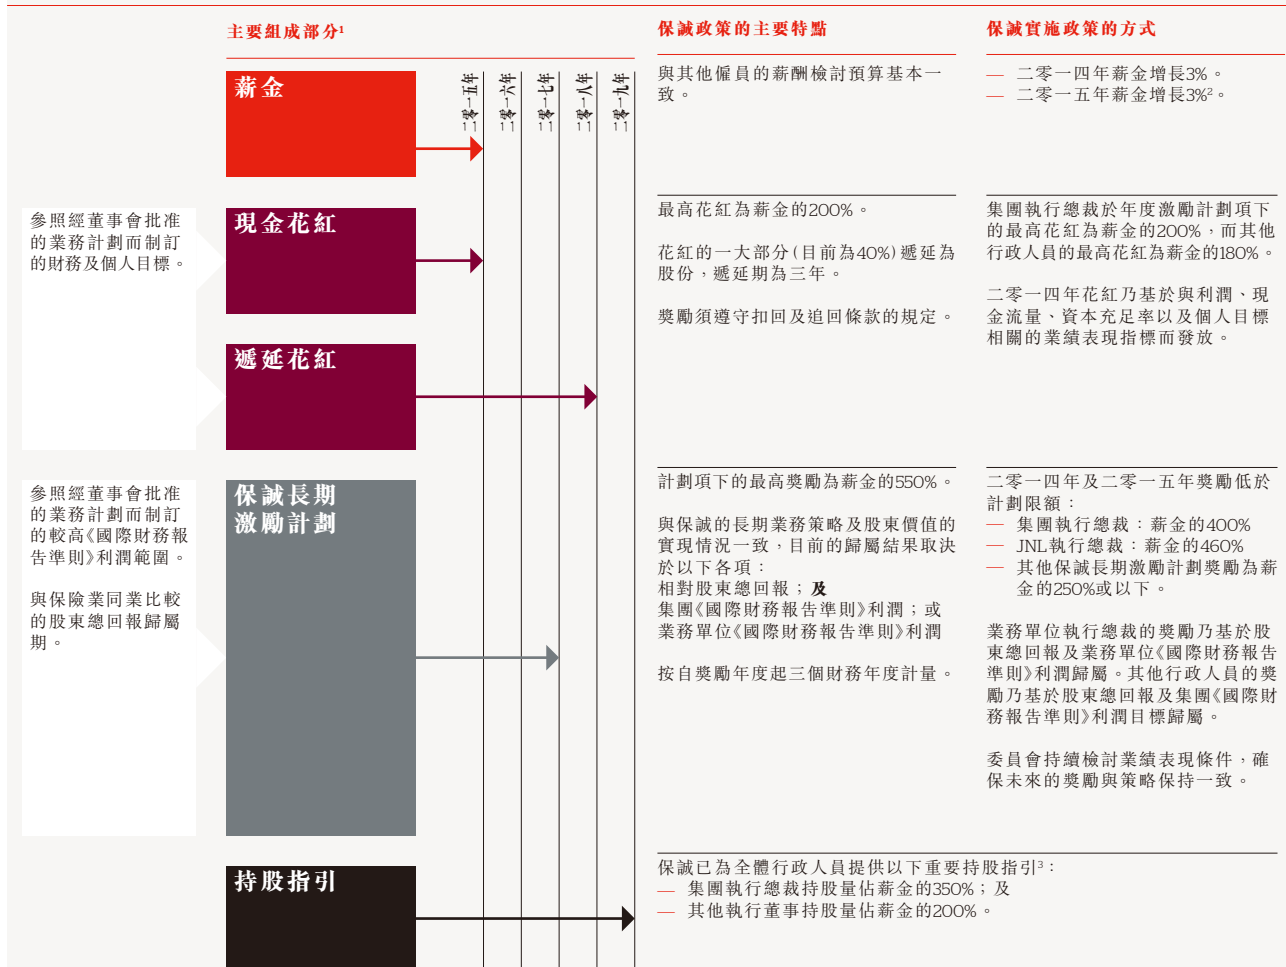 主要組成部分1
保誠政策的主要特點
保誠實施政策的方式
薪金
二零一五年
二零一六年
二零一七年
二零一八年
二零一九年
與其他僱員的薪酬檢討預算基本一
致。
— 二零一四年薪金增長3%。
— 二零一五年薪金增長3%2。
參照經董事會批准
的業務計劃而制訂
的財務及個人目標。
現金花紅
遞延花紅
最高花紅為薪金的200%。
花紅的一大部分(目前為40%)遞延為
股份，遞延期為三年。
獎勵須遵守扣回及追回條款的規定。
集團執行總裁於年度激勵計劃項下
的最高花紅為薪金的200%，而其他
行政人員的最高花紅為薪金的180%。
二零一四年花紅乃基於與利潤、現
金流量、資本充足率以及個人目標
相關的業績表現指標而發放。
參照經董事會批准
的業務計劃而制訂
的較高《國際財務報
告準則》利潤範圍。
與保險業同業比較
的股東總回報歸屬
期。
保誠長期
激勵計劃
計劃項下的最高獎勵為薪金的550%。
與保誠的長期業務策略及股東價值的
實現情況一致，目前的歸屬結果取決
於以下各項：
相對股東總回報；及
集團《國際財務報告準則》利潤；或
業務單位《國際財務報告準則》利潤
按自獎勵年度起三個財務年度計量。
二零一四年及二零一五年獎勵低於
計劃限額：
— 集團執行總裁：薪金的400%
— JNL執行總裁：薪金的460%
— 其他保誠長期激勵計劃獎勵為薪
金的250%或以下。
業務單位執行總裁的獎勵乃基於股
東總回報及業務單位《國際財務報告
準則》利潤歸屬。其他行政人員的獎
勵乃基於股東總回報及集團《國際財
務報告準則》利潤目標歸屬。
委員會持續檢討業績表現條件，確
保未來的獎勵與策略保持一致。
持股指引
保誠已為全體行政人員提供以下重要持股指引3：
— 集團執行總裁持股量佔薪金的350%；及
— 其他執行董事持股量佔薪金的200%。